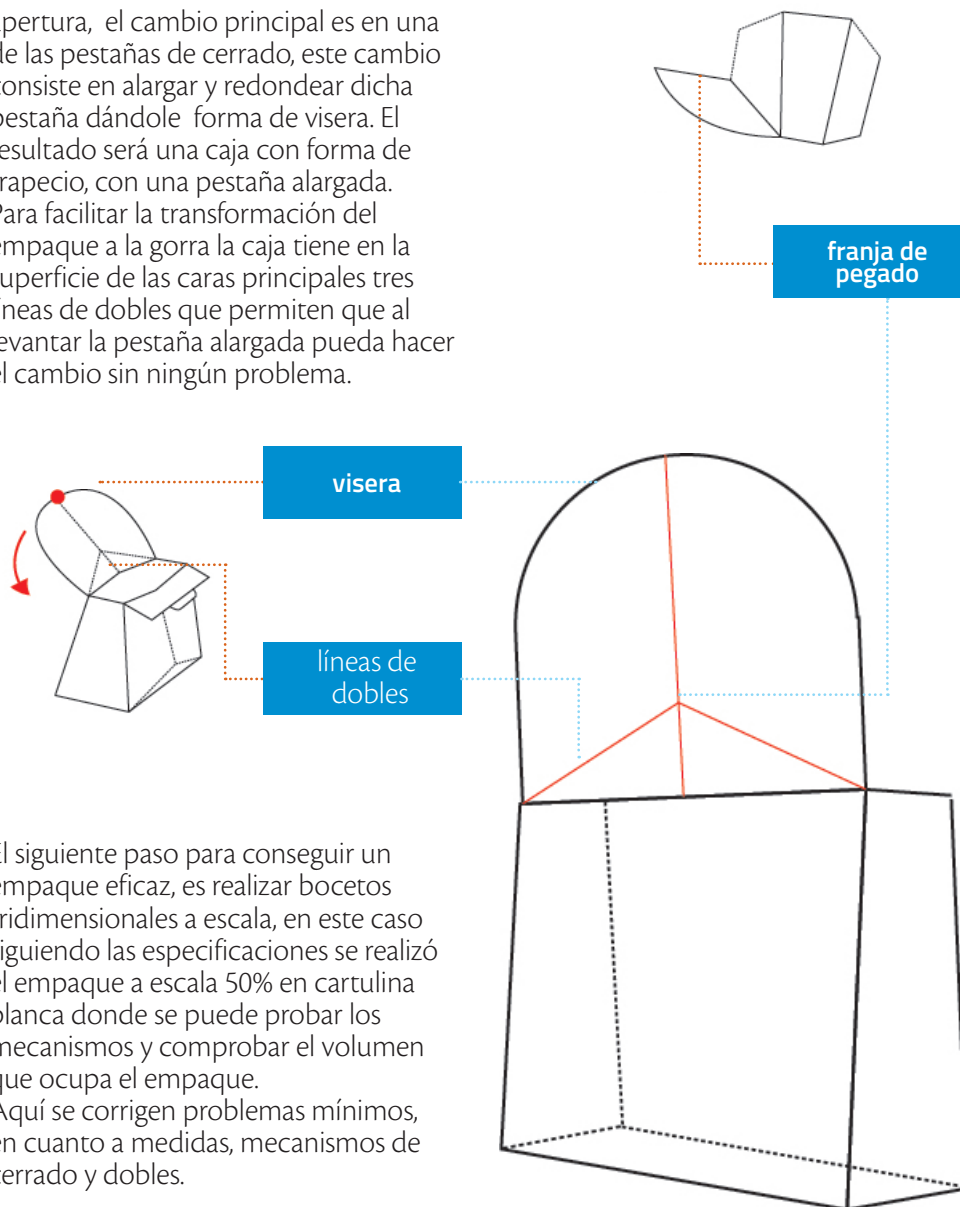 apertura, el cambio principal es en una
de las pestañas de cerrado, este cambio
consiste en alargar y redondear dicha
pestaña dándole forma de visera. El
resultado será una caja con forma de
trapecio, con una pestaña alargada.
Para facilitar la transformación del
empaque a la gorra la caja tiene en la
superficie de las caras principales tres
líneas de dobles que permiten que al
levantar la pestaña alargada pueda hacer
el cambio sin ningún problema.
franja de
pegado
visera
líneas de
dobles
El siguiente paso para conseguir un
empaque eficaz, es realizar bocetos
tridimensionales a escala, en este caso
siguiendo las especificaciones se realizó
el empaque a escala 50% en cartulina
blanca donde se puede probar los
mecanismos y comprobar el volumen
que ocupa el empaque.
Aquí se corrigen problemas mínimos,
en cuanto a medidas, mecanismos de
cerrado y dobles.